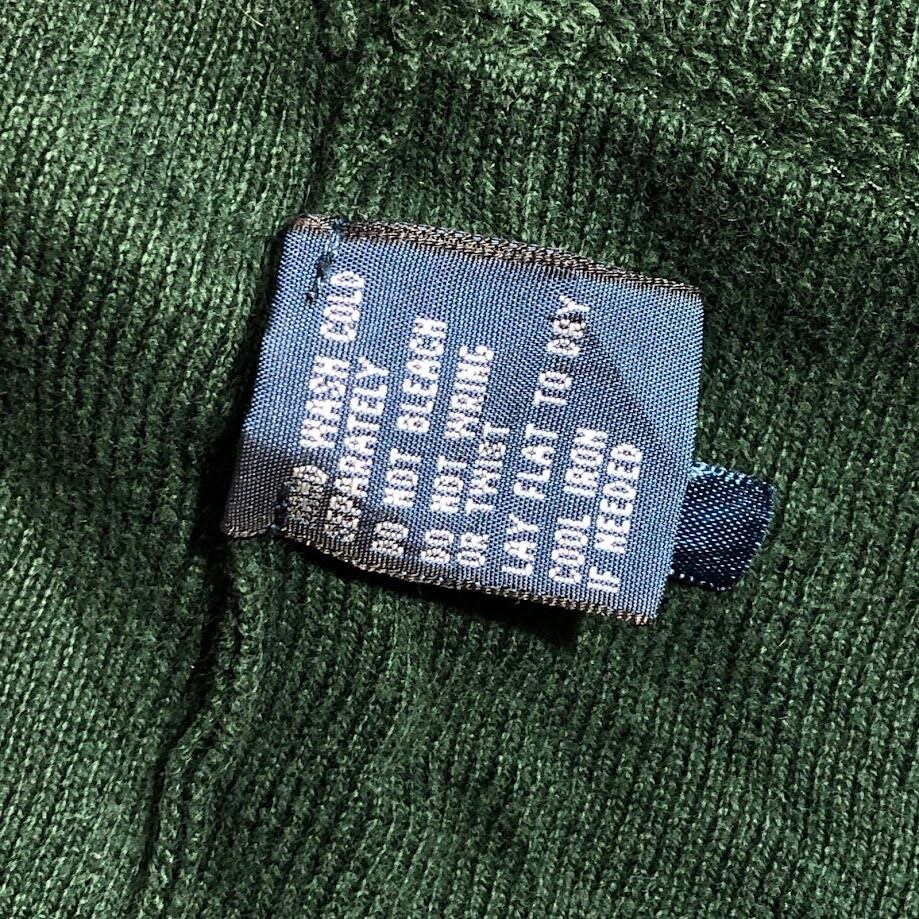 HAND WASH COLD
SEPARATELY
DO NOT BLEACH
DO NOT WRING
OR TWIST
LAY FLAT TO DRY
COOL IRON
IF NEEDED